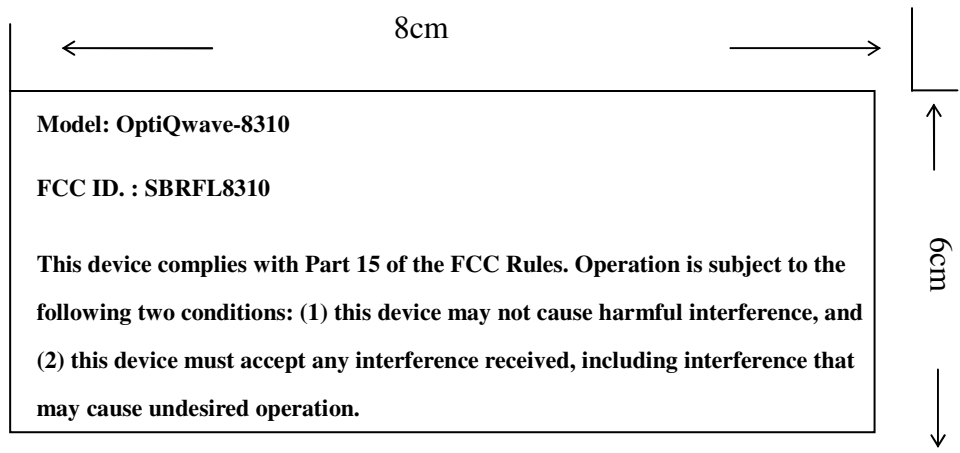 8cm
Model: OptiQwave-8310
FCC ID. : SBRFL8310
This device complies with Part 15 of the FCC Rules. Operation is subject to the
following two conditions: (1) this device may not cause harmful interference, and
(2) this device must accept any interference received, including interference that
may cause undesired operation.
6cm